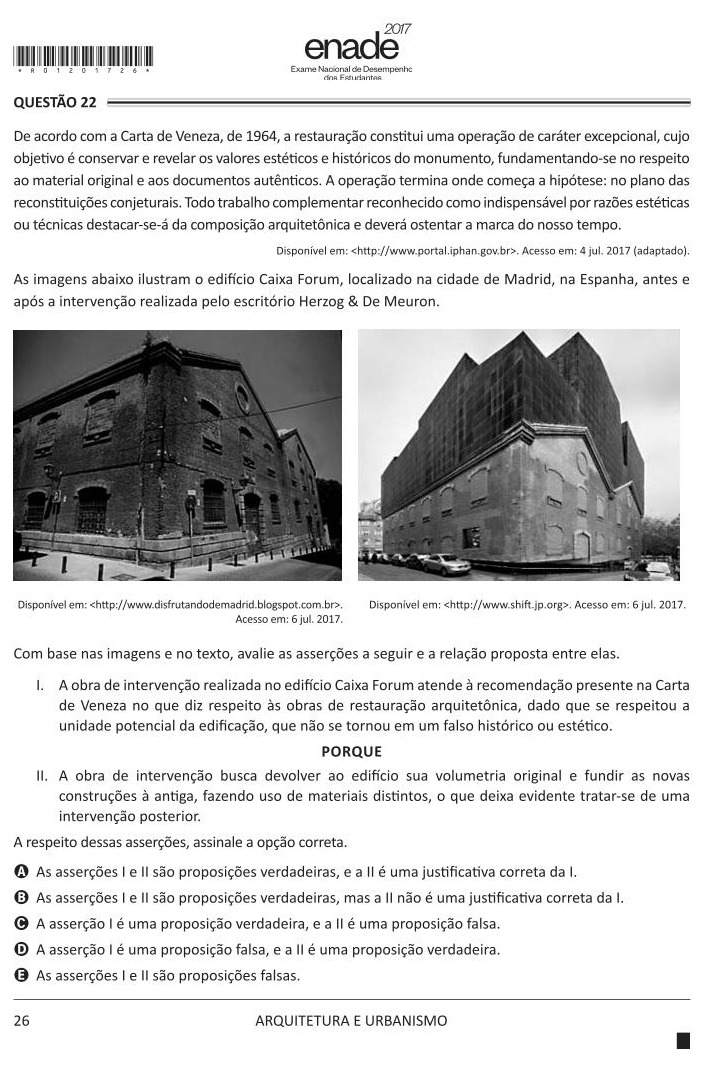 enade 2017
Exame Nacional de Desempenho
dos Estudantes
*R01201726*
QUESTÃO 22
De acordo com a Carta de Veneza, de 1964, a restauração constitui uma operação de caráter excepcional, cujo
objetivo é conservar e revelar os valores estéticos e históricos do monumento, fundamentando-se no respeito
ao material original e aos documentos autênticos. A operação termina onde começa a hipótese: no plano das
reconstituições conjeturais. Todo trabalho complementar reconhecido como indispensável por razões estéticas
ou técnicas destacar-se-á da composição arquitetônica e deverá ostentar a marca do nosso tempo.
Disponível em: <http://www.portal.iphan.gov.br>. Acesso em: 4 jul. 2017 (adaptado).
As imagens abaixo ilustram o edifício Caixa Forum, localizado na cidade de Madrid, na Espanha, antes e
após a intervenção realizada pelo escritório Herzog & De Meuron.
Disponível em: <http://www.disfrutandodemadrid.blogspot.com.br>.
Acesso em: 6 jul. 2017.
Disponível em: <http://www.shift.jp.org>. Acesso em: 6 jul. 2017.
Com base nas imagens e no texto, avalie as asserções a seguir e a relação proposta entre elas.
I. A obra de intervenção realizada no edifício Caixa Forum atende à recomendação presente na Carta
de Veneza no que diz respeito às obras de restauração arquitetônica, dado que se respeitou a
unidade potencial da edificação, que não se tornou em um falso histórico ou estético.
PORQUE
II. A obra de intervenção busca devolver ao edifício sua volumetria original e fundir as novas
construções à antiga, fazendo uso de materiais distintos, o que deixa evidente tratar-se de uma
intervenção posterior.
A respeito dessas asserções, assinale a opção correta.
A As asserções I e II são proposições verdadeiras, e a II é uma justificativa correta da I.
B As asserções I e II são proposições verdadeiras, mas a II não é uma justificativa correta da I.
C A asserção I é uma proposição verdadeira, e a II é uma proposição falsa.
D A asserção I é uma proposição falsa, e a II é uma proposição verdadeira.
E As asserções I e II são proposições falsas.
26
ARQUITETURA E URBANISMO